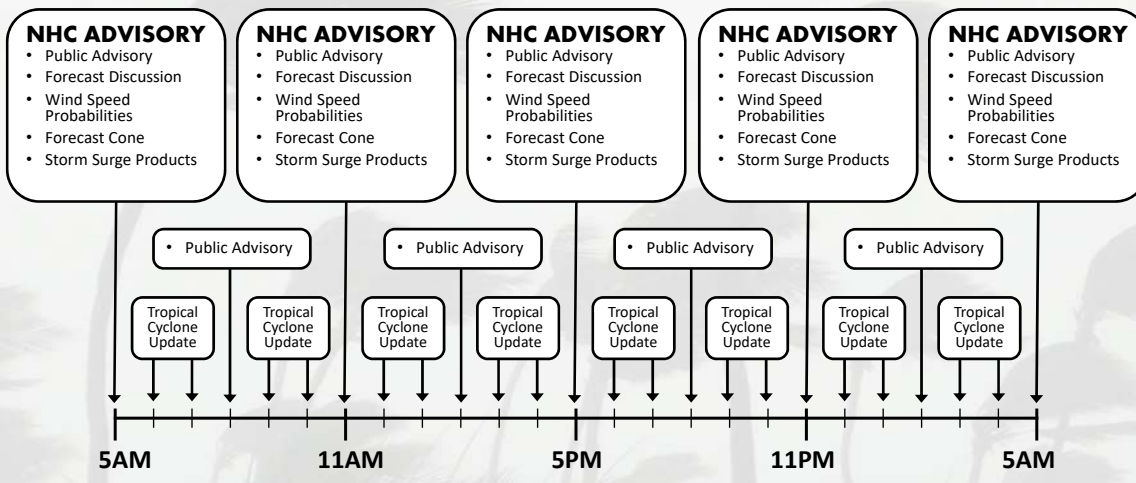 NHC ADVISORY
• Public Advisory
• Forecast Discussion
• Wind Speed
Probabilities
• Forecast Cone
• Storm Surge Products
NHC ADVISORY
• Public Advisory
• Forecast Discussion
• Wind Speed
Probabilities
• Forecast Cone
• Storm Surge Products
NHC ADVISORY
• Public Advisory
• Forecast Discussion
• Wind Speed
Probabilities
• Forecast Cone
• Storm Surge Products
NHC ADVISORY
• Public Advisory
• Forecast Discussion
• Wind Speed
Probabilities
• Forecast Cone
• Storm Surge Products
NHC ADVISORY
• Public Advisory
• Forecast Discussion
• Wind Speed
Probabilities
• Forecast Cone
• Storm Surge Products
• Public Advisory
• Public Advisory
• Public Advisory
• Public Advisory
Tropical
Cyclone
Update
Tropical
Cyclone
Update
Tropical
Cyclone
Update
Tropical
Cyclone
Update
Tropical
Cyclone
Update
Tropical
Cyclone
Update
Tropical
Cyclone
Update
Tropical
Cyclone
Update
5AM
11AM
5PM
11PM
5AM